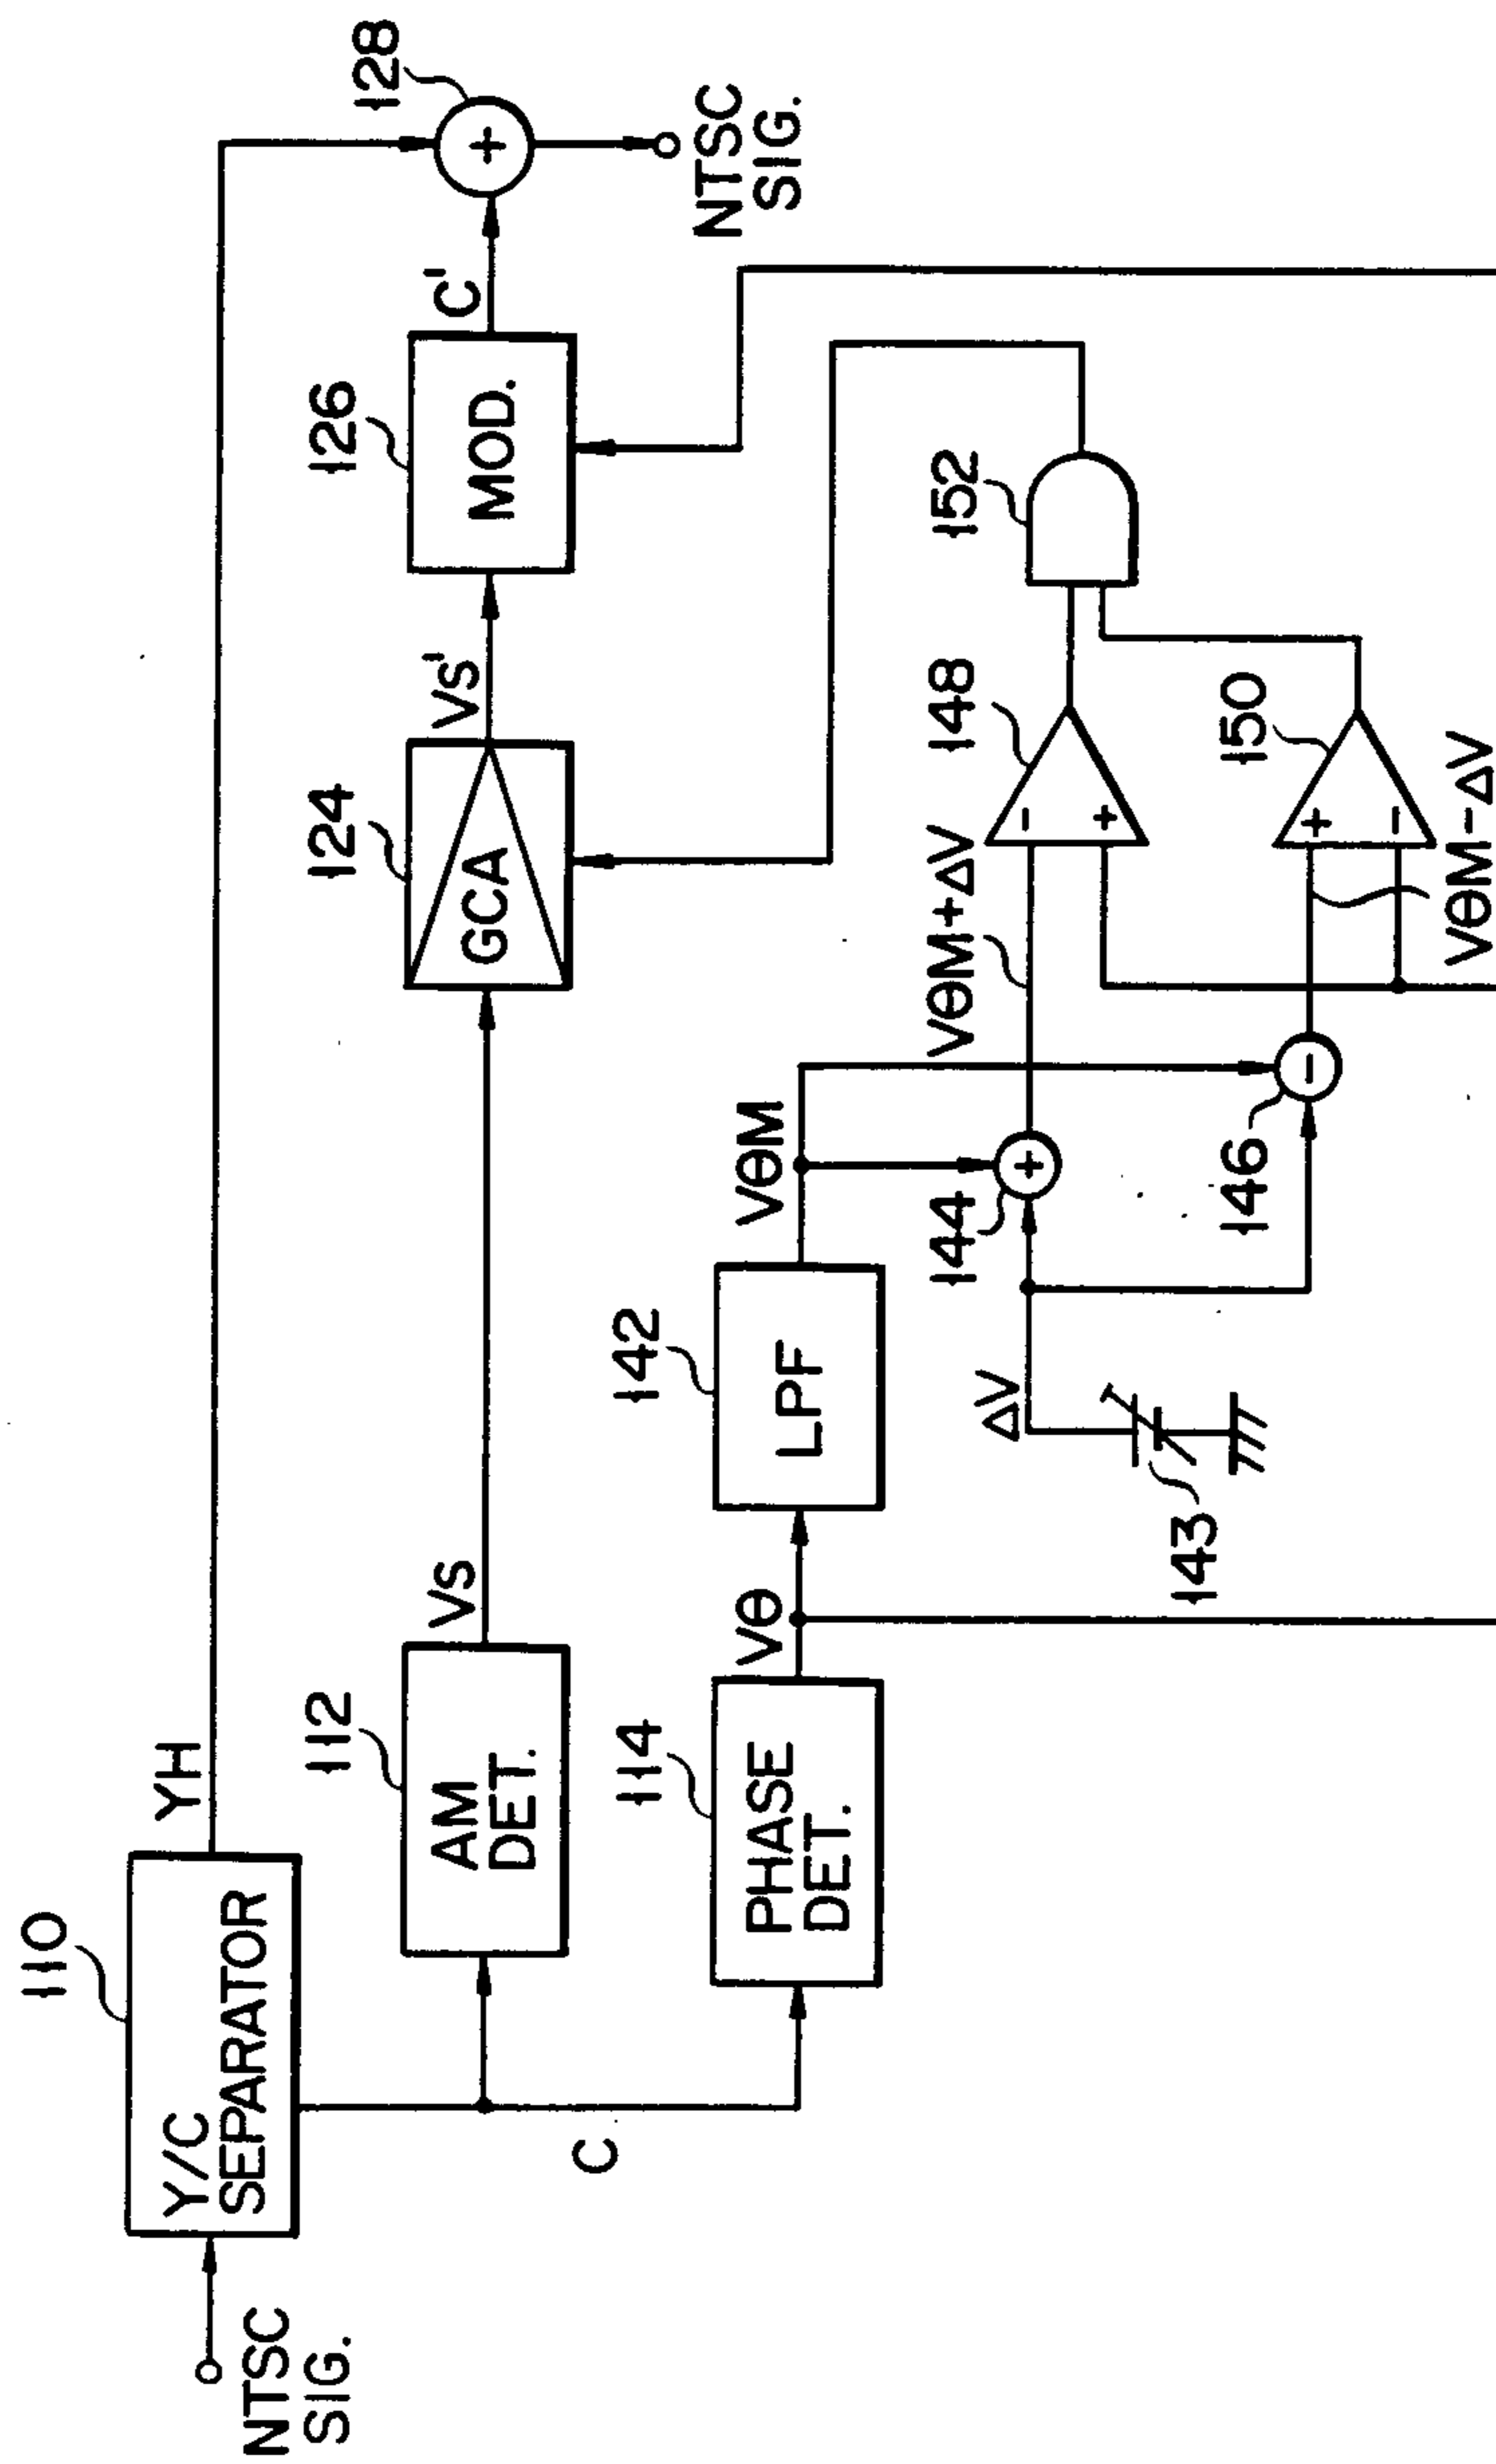 NTSC
SIG.
110
Y/C
SEPARATOR
YH
C
112
AM
DET.
Vs
124
GCA
Vs'
126
MOD.
C'
128
NTSC
SIG.
114
PHASE
DET.
Vθ
142
LPF
VθM
ΔV
143
144
+
146
−
VθM+ΔV
148
−
+
150
+
−
VθM−ΔV
152
+